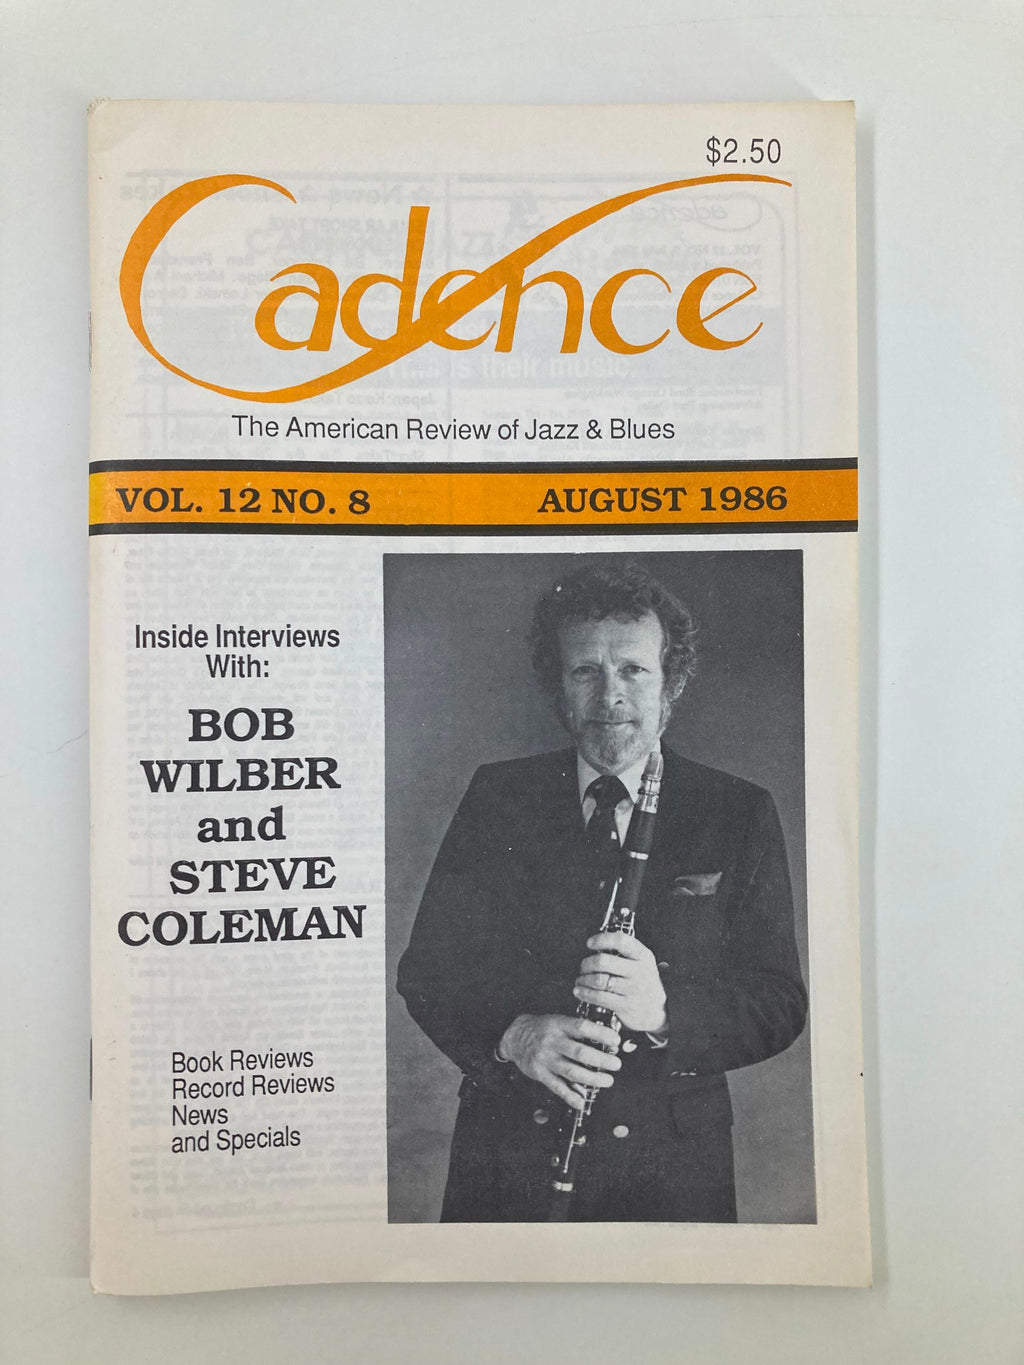 $2.50
Cadence
The American Review of Jazz & Blues
VOL. 12 NO. 8 AUGUST 1986
Inside Interviews
With:
BOB
WILBER
and
STEVE
COLEMAN
Book Reviews
Record Reviews
News
and Specials